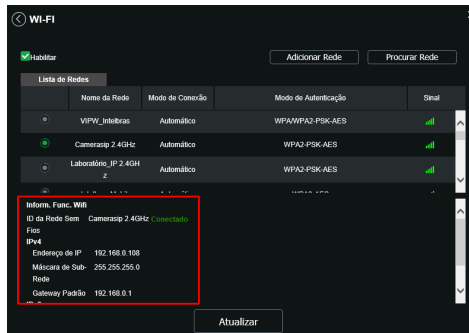 WI-FI
Habilitar
Adicionar Rede
Procurar Rede
Lista de Redes
Nome da Rede Modo de Conexão Modo de Autenticação Sinal
VIPW_Intelbras Automático WPA/WPA2-PSK-AES
Camerasip 2.4GHz Automático WPA2-PSK-AES
Laboratório_IP 2.4GH
z
Automático WPA2-PSK-AES
Inform. Func. Wifi
ID da Rede Sem Camerasip 2.4GHz Conectado
Fios
IPv4
Endereço de IP 192.168.0.108
Máscara de Sub- 255.255.255.0
Rede
Gateway Padrão 192.168.0.1
Atualizar